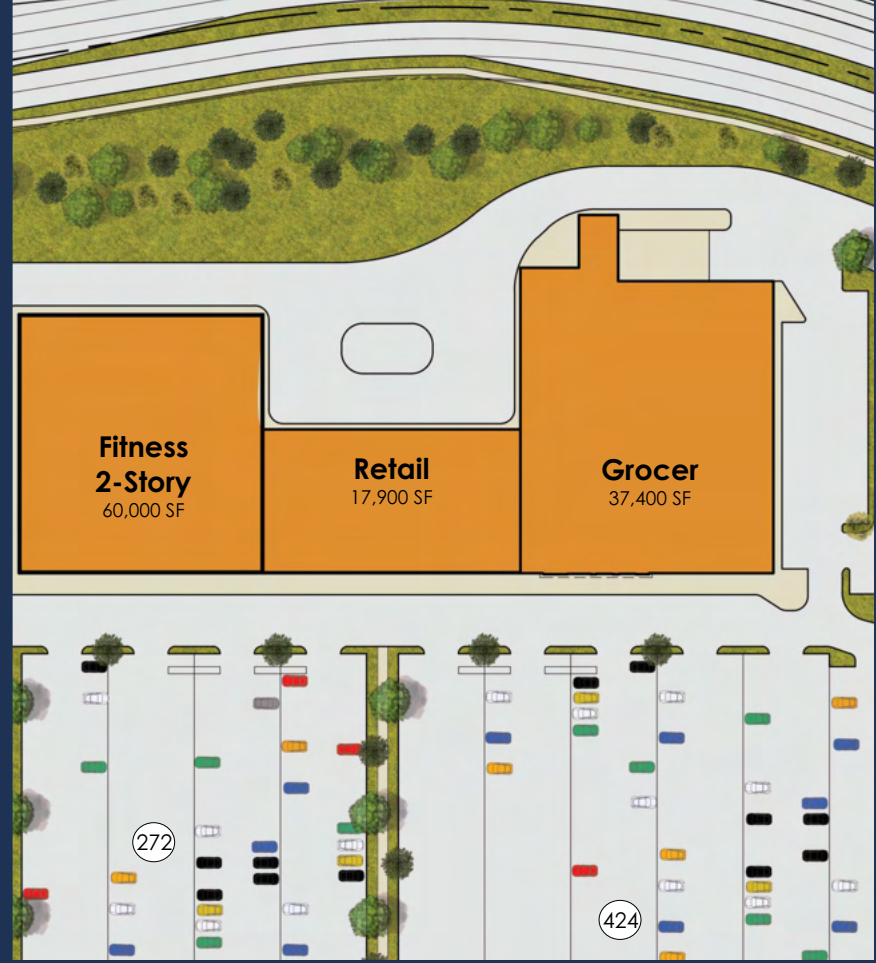 Fitness
2-Story
60,000 SF
Retail
17,900 SF
Grocer
37,400 SF
272
424